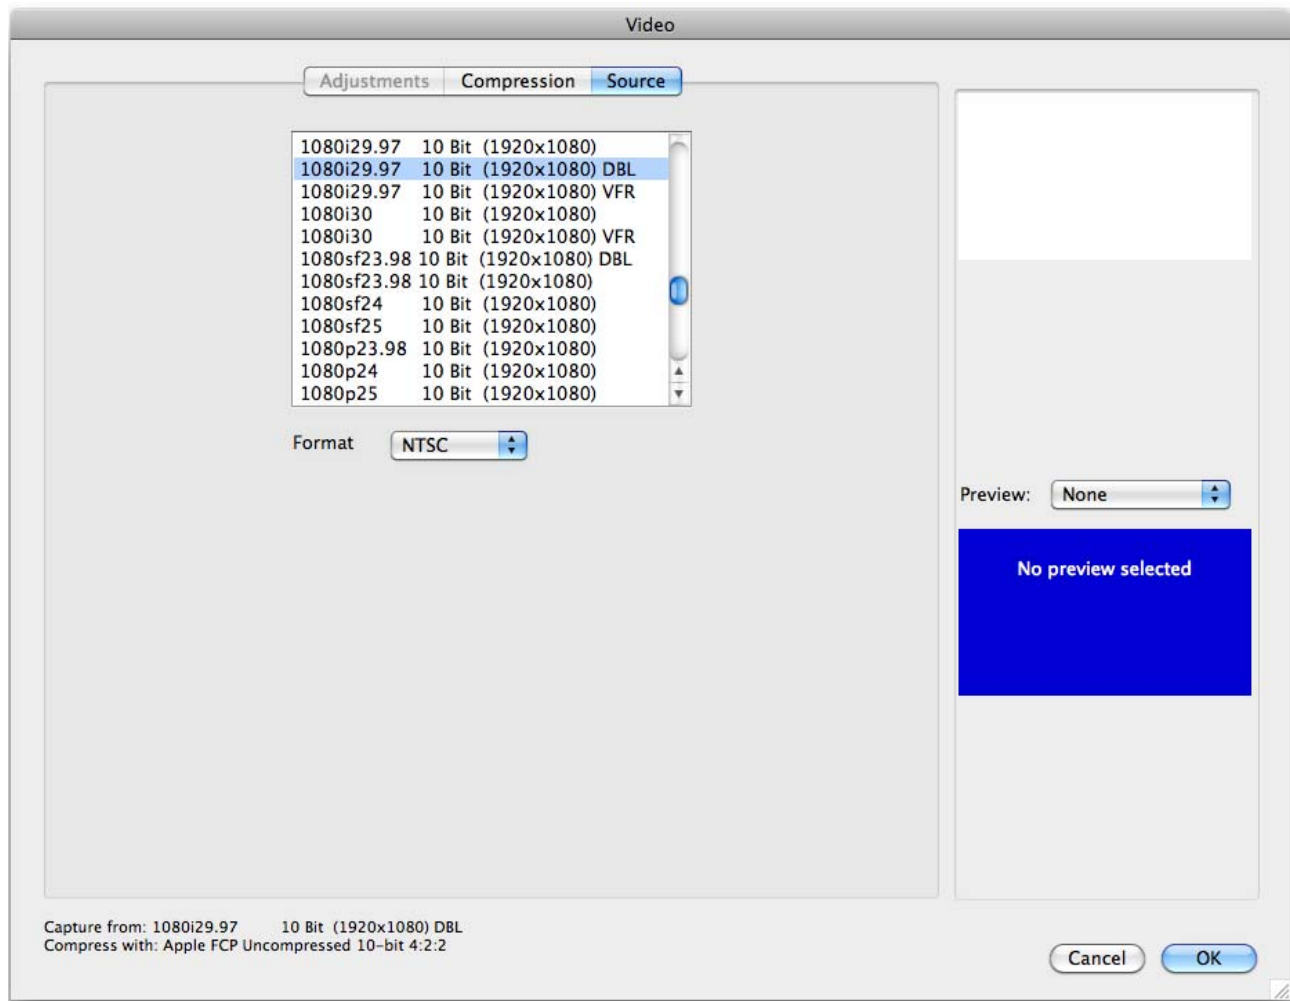 Video
Adjustments Compression Source
1080i29.97 10 Bit (1920x1080)
1080i29.97 10 Bit (1920x1080) DBL
1080i29.97 10 Bit (1920x1080) VFR
1080i30 10 Bit (1920x1080)
1080i30 10 Bit (1920x1080) VFR
1080sf23.98 10 Bit (1920x1080) DBL
1080sf23.98 10 Bit (1920x1080)
1080sf24 10 Bit (1920x1080)
1080sf25 10 Bit (1920x1080)
1080p23.98 10 Bit (1920x1080)
1080p24 10 Bit (1920x1080)
1080p25 10 Bit (1920x1080)
Format NTSC
Preview: None
No preview selected
Capture from: 1080i29.97 10 Bit (1920x1080) DBL
Compress with: Apple FCP Uncompressed 10-bit 4:2:2
Cancel OK